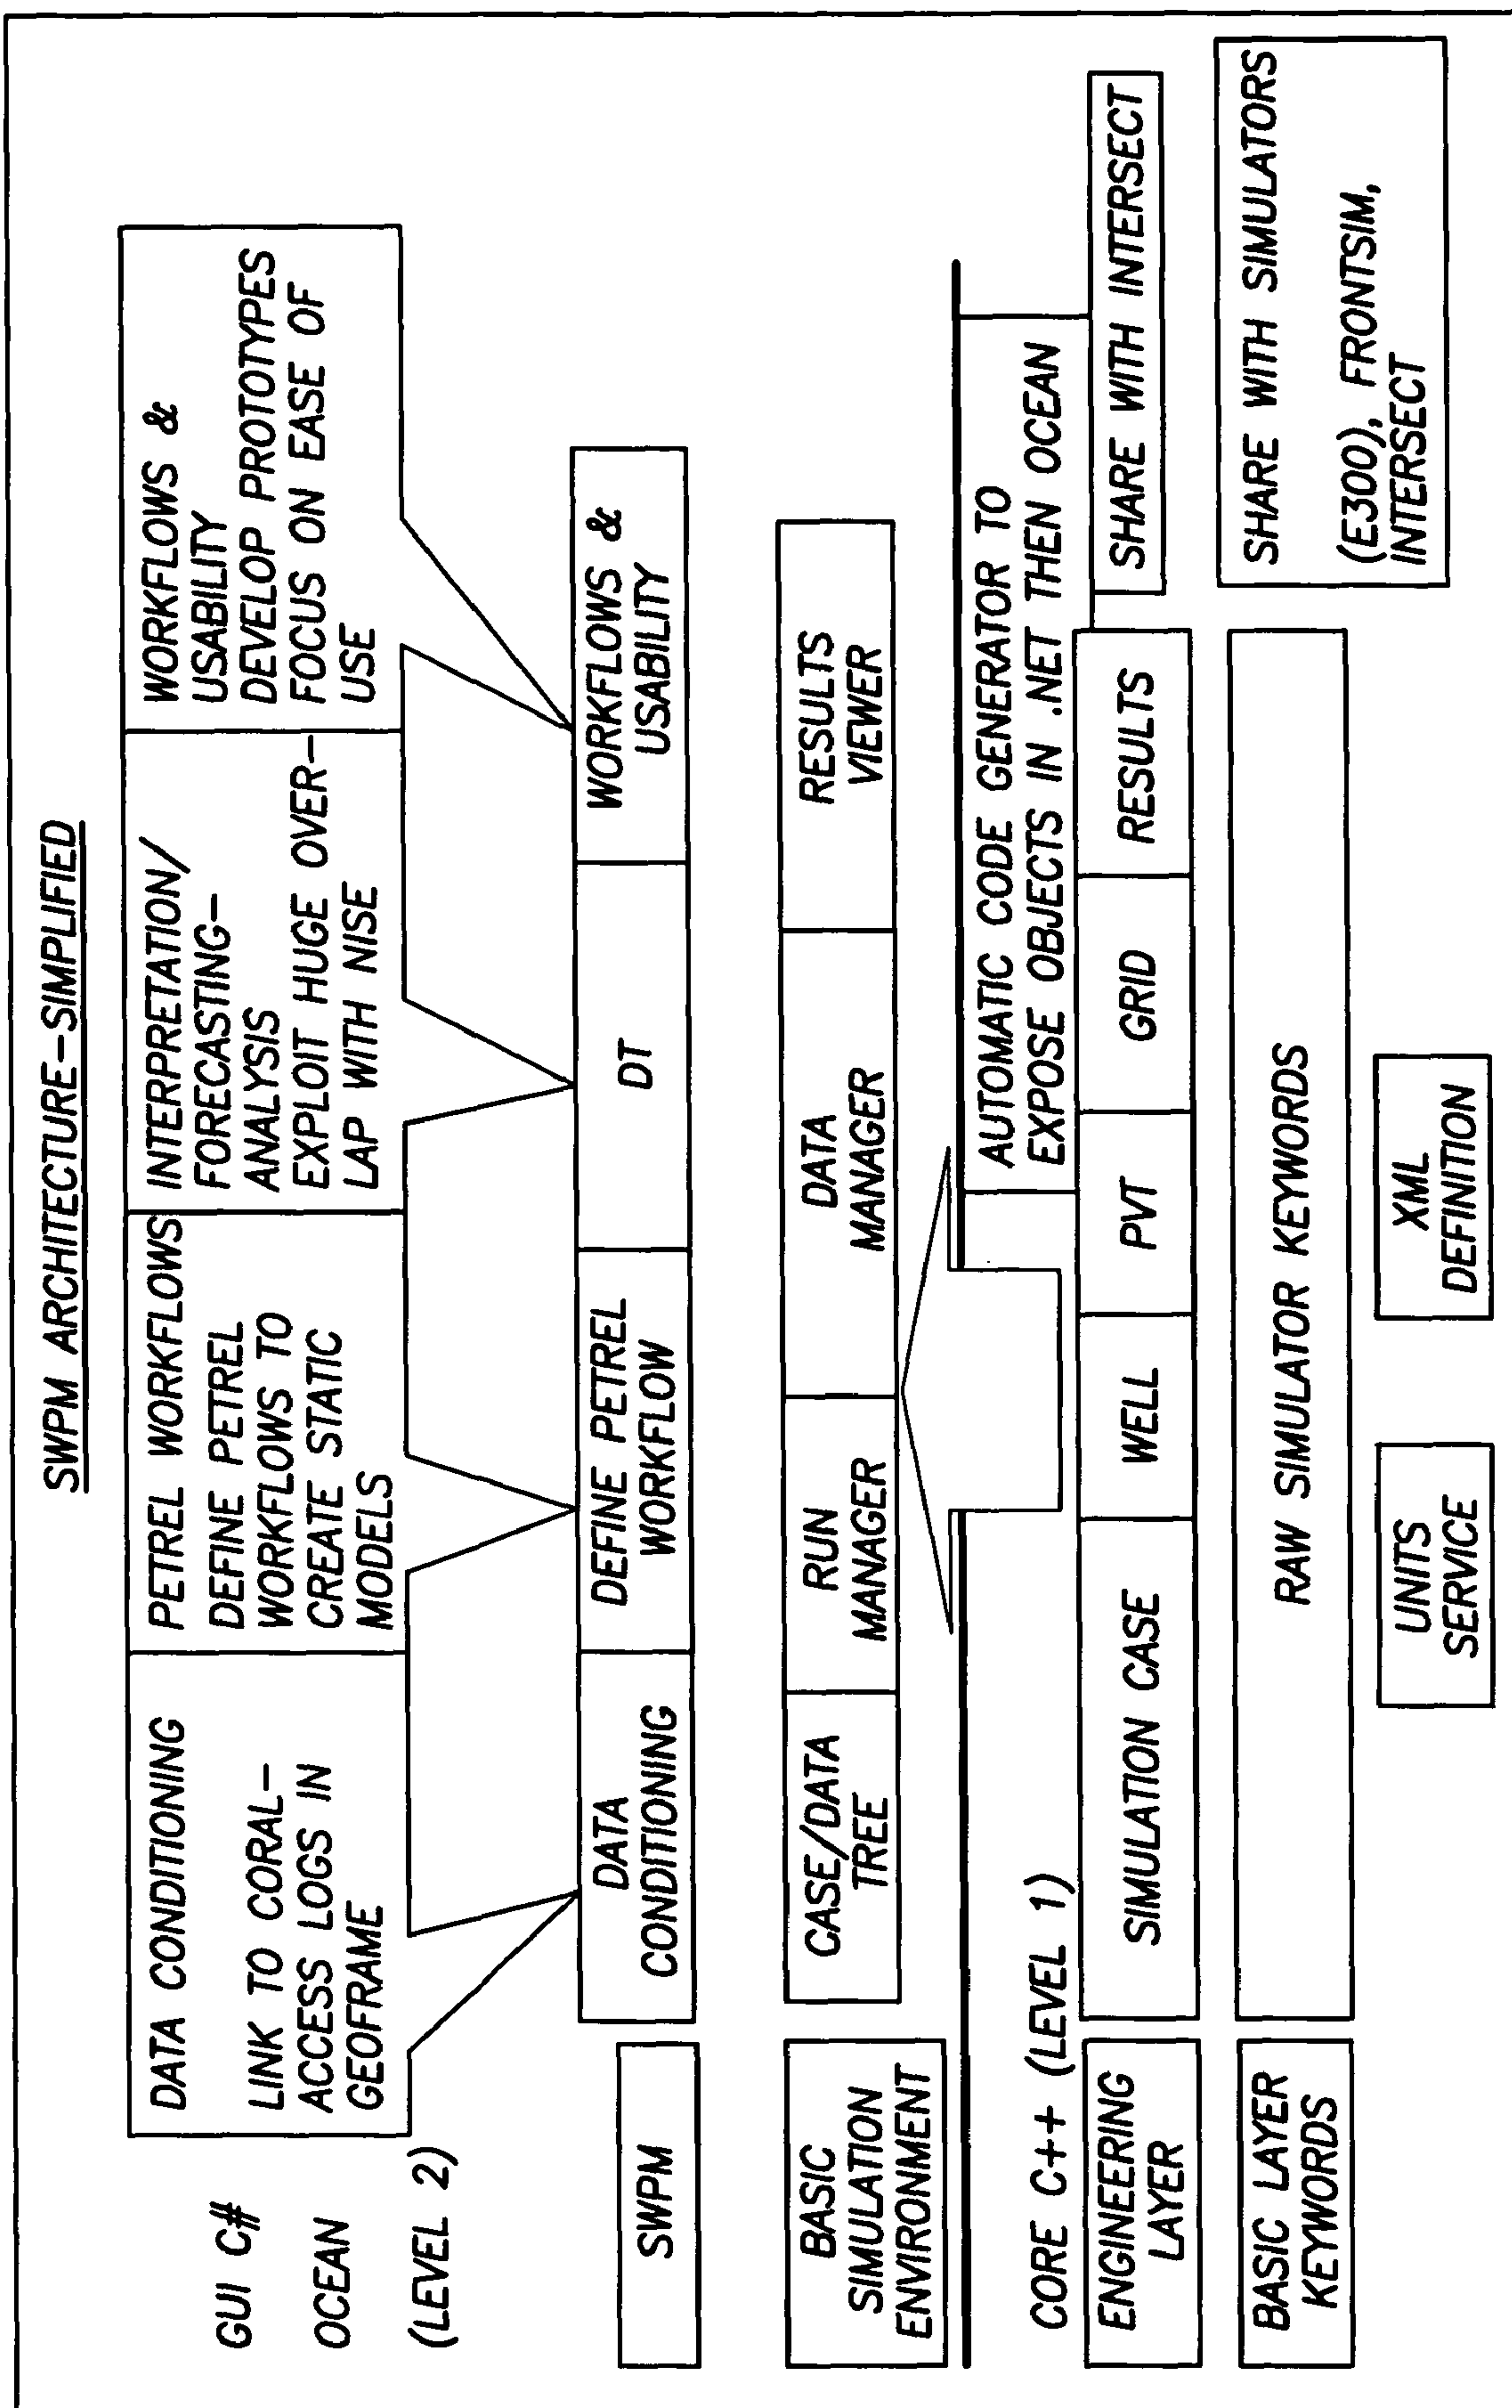 SWPM ARCHITECTURE–SIMPLIFIED
GUI C#
OCEAN
(LEVEL 2)
DATA CONDITIONING
LINK TO CORAL–
ACCESS LOGS IN
GEOFRAME
PETREL WORKFLOWS
DEFINE PETREL
WORKFLOWS TO
CREATE STATIC
MODELS
INTERPRETATION/
FORECASTING–
ANALYSIS
EXPLOIT HUGE OVER–
LAP WITH NISE
WORKFLOWS &
USABILITY
DEVELOP PROTOTYPES
FOCUS ON EASE OF
USE
SWPM
DATA
CONDITIONING
DEFINE PETREL
WORKFLOW
DT
WORKFLOWS &
USABILITY
BASIC
SIMULATION
ENVIRONMENT
CASE/DATA
TREE
RUN
MANAGER
DATA
MANAGER
RESULTS
VIEWER
CORE C++ (LEVEL 1)
AUTOMATIC CODE GENERATOR TO
EXPOSE OBJECTS IN .NET THEN OCEAN
ENGINEERING
LAYER
SIMULATION CASE
WELL
PVT
GRID
RESULTS
SHARE WITH INTERSECT
BASIC LAYER
KEYWORDS
RAW SIMULATOR KEYWORDS
SHARE WITH SIMULATORS
(E300), FRONTSIM,
INTERSECT
UNITS
SERVICE
XML
DEFINITION